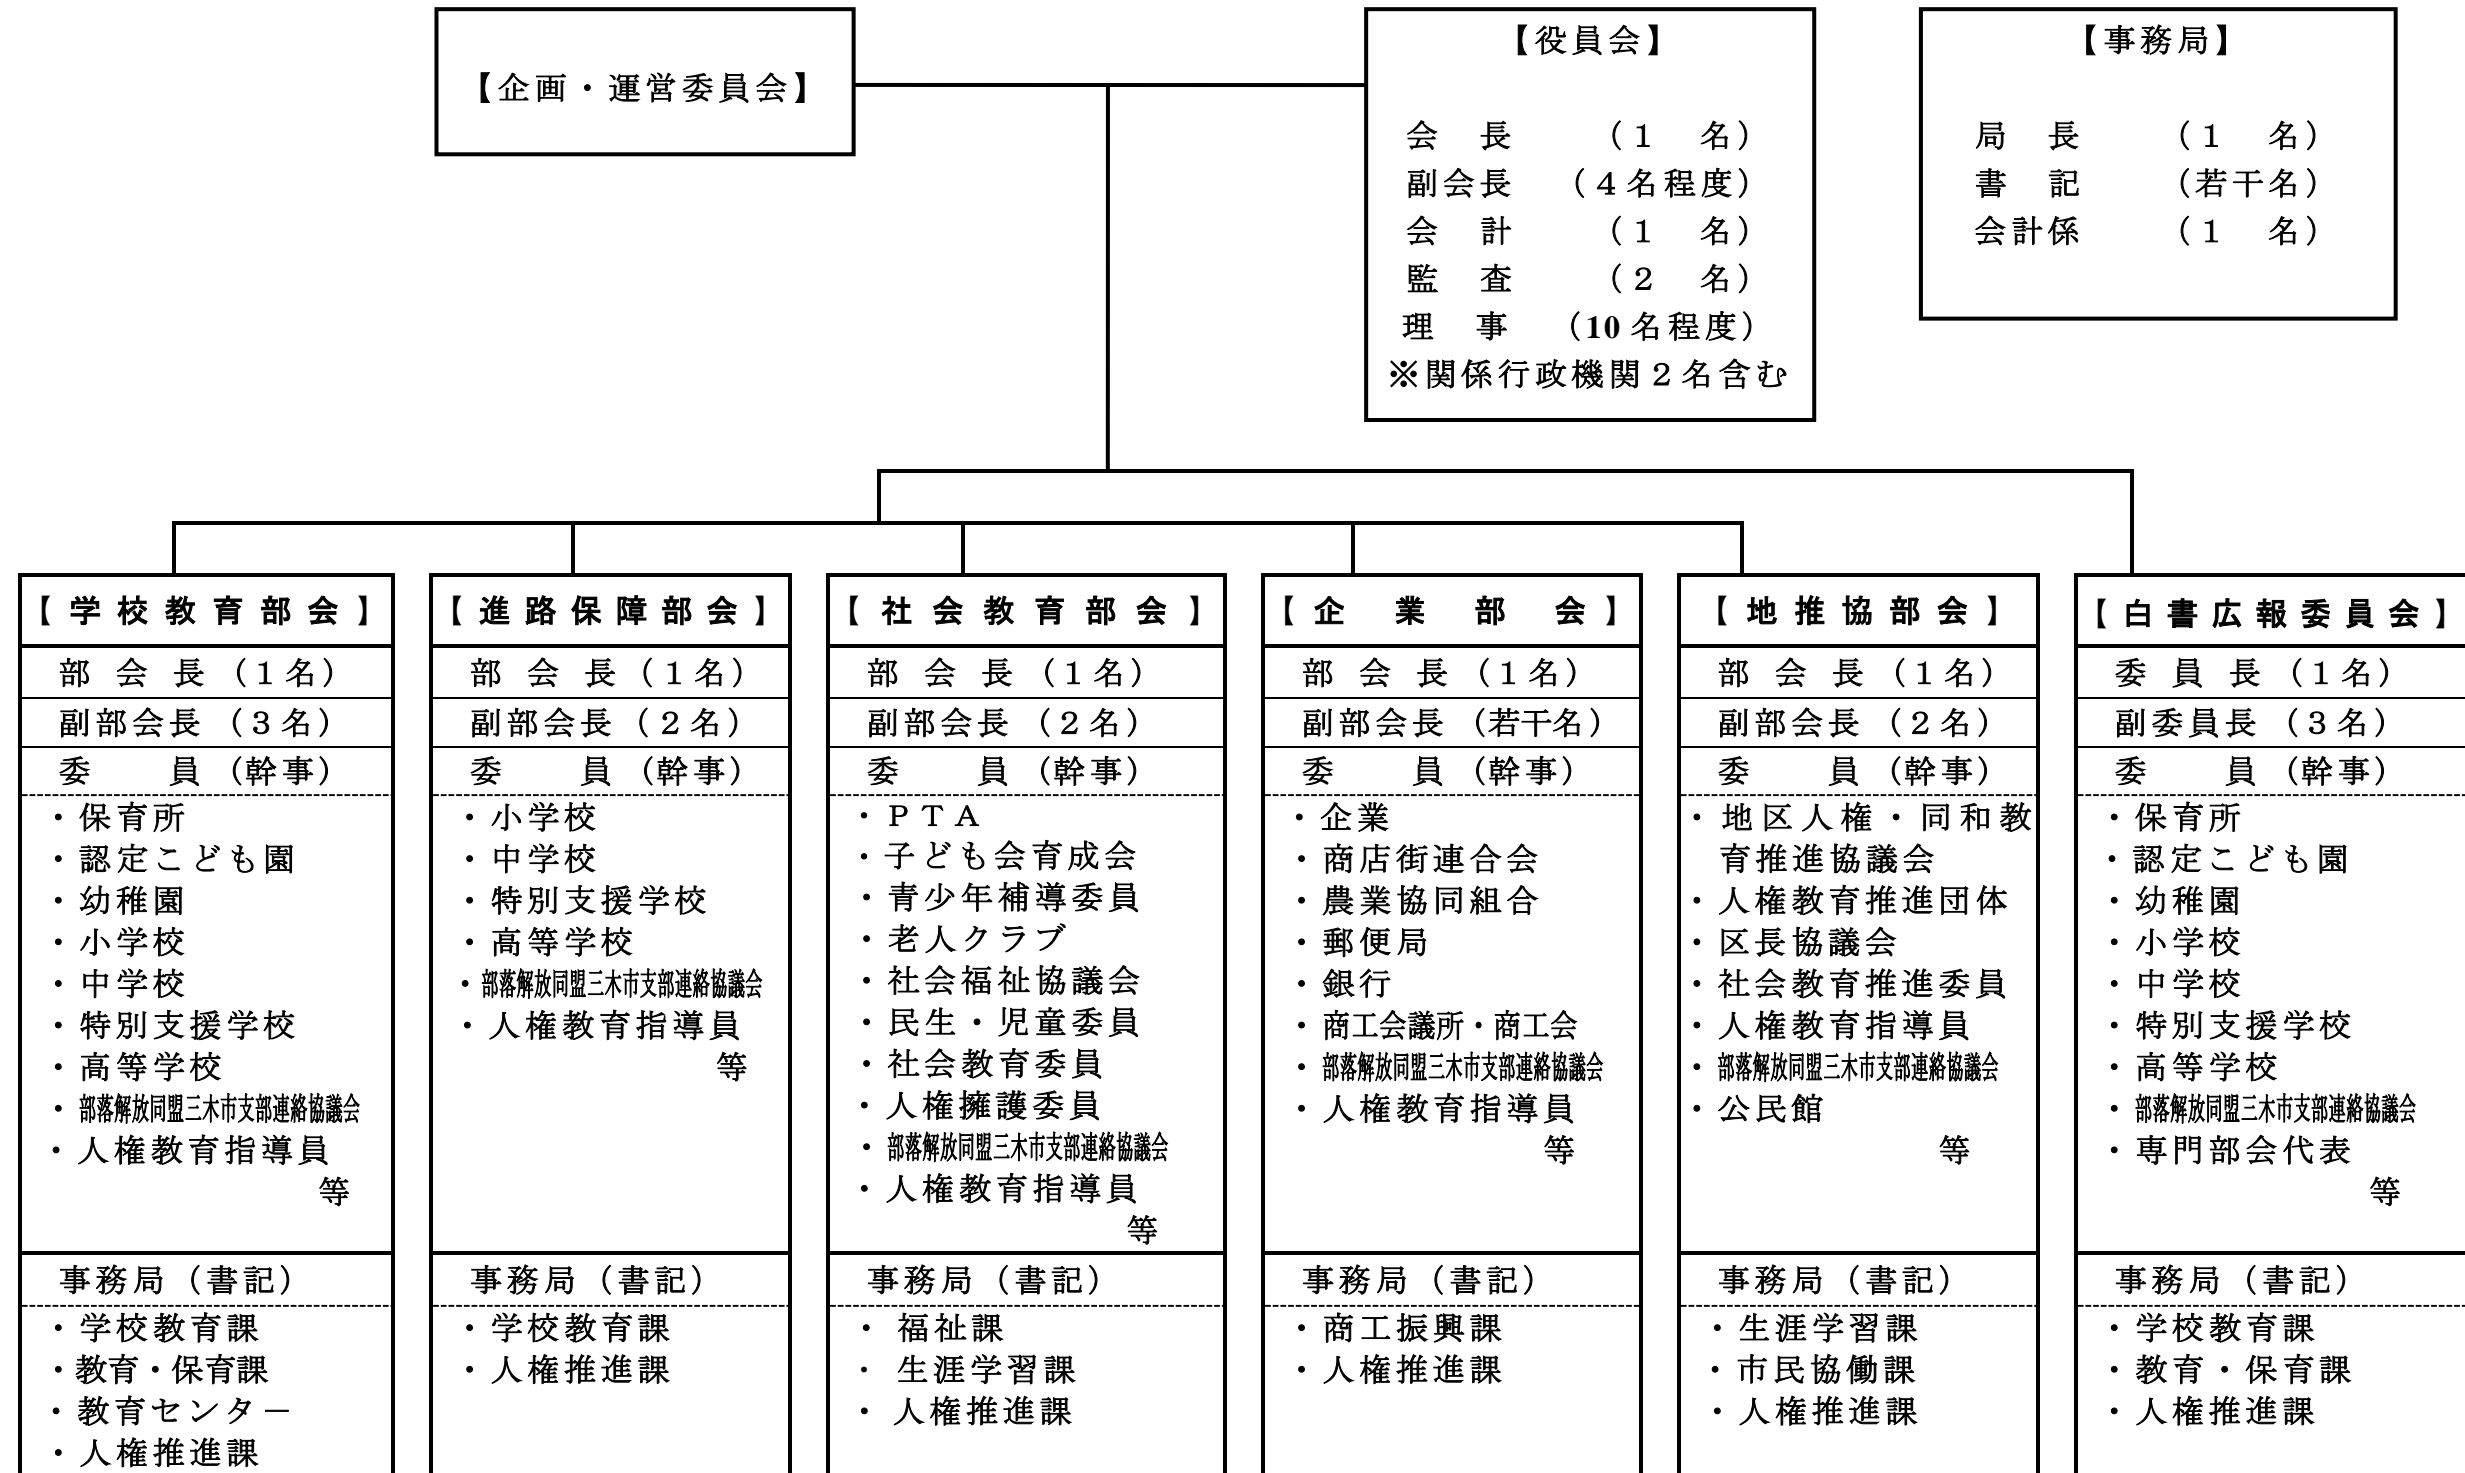 【企画・運営委員会】
【役員会】
会　長　（１　名）
副会長　（４名程度）
会　計　（１　名）
監　査　（２　名）
理　事　（10名程度）
※関係行政機関２名含む
【事務局】
局　長　（１　名）
書　記　（若干名）
会計係　（１　名）
【学校教育部会】
部会長（１名）
副部会長（３名）
委　員（幹事）
・保育所
・認定こども園
・幼稚園
・小学校
・中学校
・特別支援学校
・高等学校
・部落解放同盟三木市支部連絡協議会
・人権教育指導員
等
事務局（書記）
・学校教育課
・教育・保育課
・教育センター
・人権推進課
【進路保障部会】
部会長（１名）
副部会長（２名）
委　員（幹事）
・小学校
・中学校
・特別支援学校
・高等学校
・部落解放同盟三木市支部連絡協議会
・人権教育指導員
等
事務局（書記）
・学校教育課
・人権推進課
【社会教育部会】
部会長（１名）
副部会長（２名）
委　員（幹事）
・ＰＴＡ
・子ども会育成会
・青少年補導委員
・老人クラブ
・社会福祉協議会
・民生・児童委員
・社会教育委員
・人権擁護委員
・部落解放同盟三木市支部連絡協議会
・人権教育指導員
等
事務局（書記）
・福祉課
・生涯学習課
・人権推進課
【企業部会】
部会長（１名）
副部会長（若干名）
委　員（幹事）
・企業
・商店街連合会
・農業協同組合
・郵便局
・銀行
・商工会議所・商工会
・部落解放同盟三木市支部連絡協議会
・人権教育指導員
等
事務局（書記）
・商工振興課
・人権推進課
【地推協部会】
部会長（１名）
副部会長（２名）
委　員（幹事）
・地区人権・同和教
育推進協議会
・人権教育推進団体
・区長協議会
・社会教育推進委員
・人権教育指導員
・部落解放同盟三木市支部連絡協議会
・公民館
等
事務局（書記）
・生涯学習課
・市民協働課
・人権推進課
【白書広報委員会】
委員長（１名）
副委員長（３名）
委　員（幹事）
・保育所
・認定こども園
・幼稚園
・小学校
・中学校
・特別支援学校
・高等学校
・部落解放同盟三木市支部連絡協議会
・専門部会代表
等
事務局（書記）
・学校教育課
・教育・保育課
・人権推進課